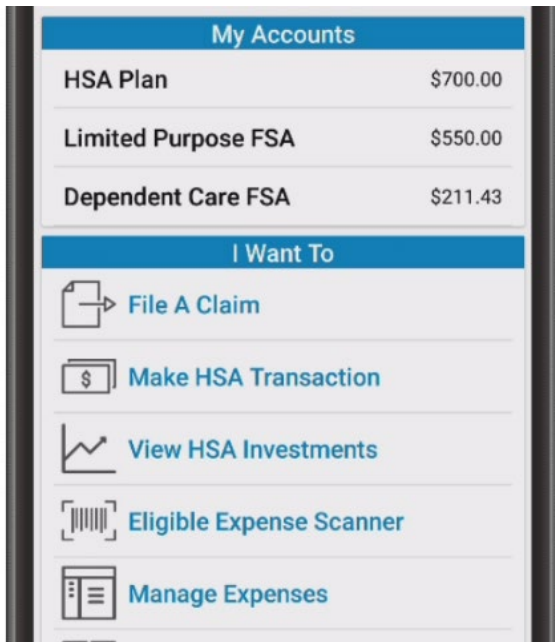 My Accounts
HSA Plan $700.00
Limited Purpose FSA $550.00
Dependent Care FSA $211.43
I Want To
File A Claim
$ Make HSA Transaction
View HSA Investments
Eligible Expense Scanner
Manage Expenses